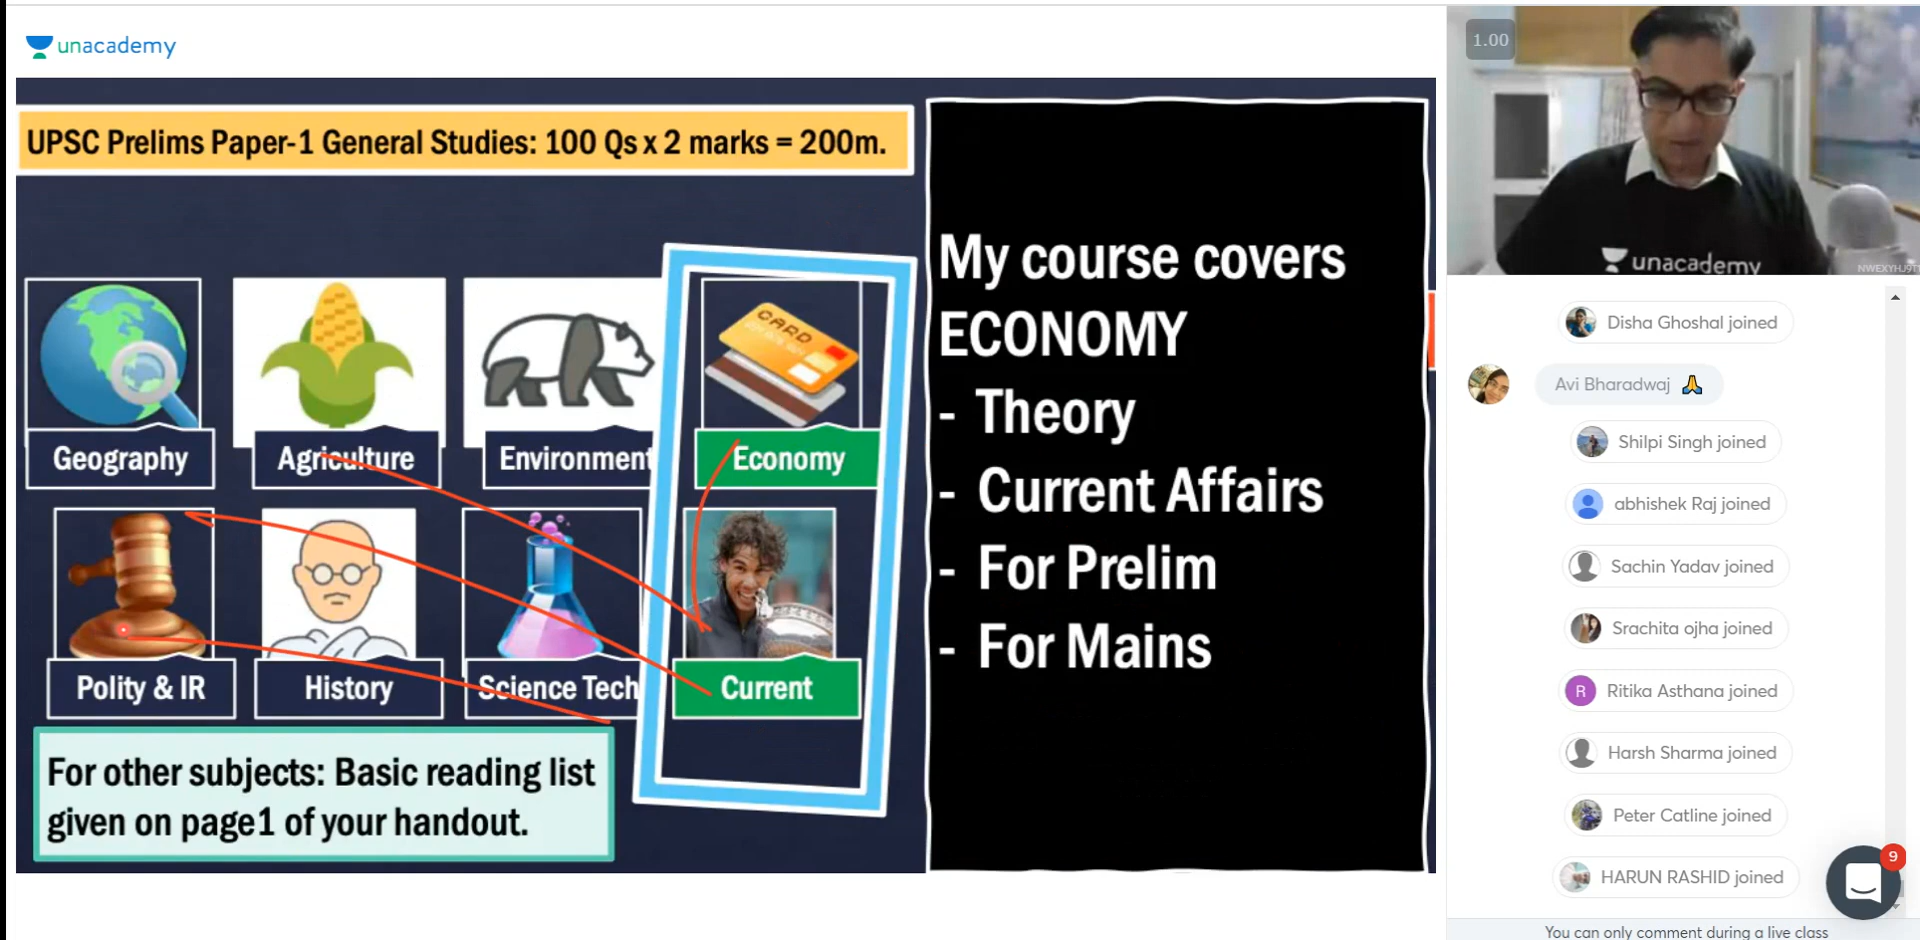 unacademy
UPSC Prelims Paper-1 General Studies: 100 Qs x 2 marks = 200m.
CARD
Geography
Agriculture
Environment
Economy
Polity & IR
History
Science Tech
Current
For other subjects: Basic reading list
given on page1 of your handout.
My course covers
ECONOMY
- Theory
- Current Affairs
- For Prelim
- For Mains
1.00
unacademy
Disha Ghoshal joined
Avi Bharadwaj 🙏
Shilpi Singh joined
abhishek Raj joined
Sachin Yadav joined
Srachita ojha joined
R
Ritika Asthana joined
Harsh Sharma joined
Peter Catline joined
HARUN RASHID joined
9
You can only comment during a live class